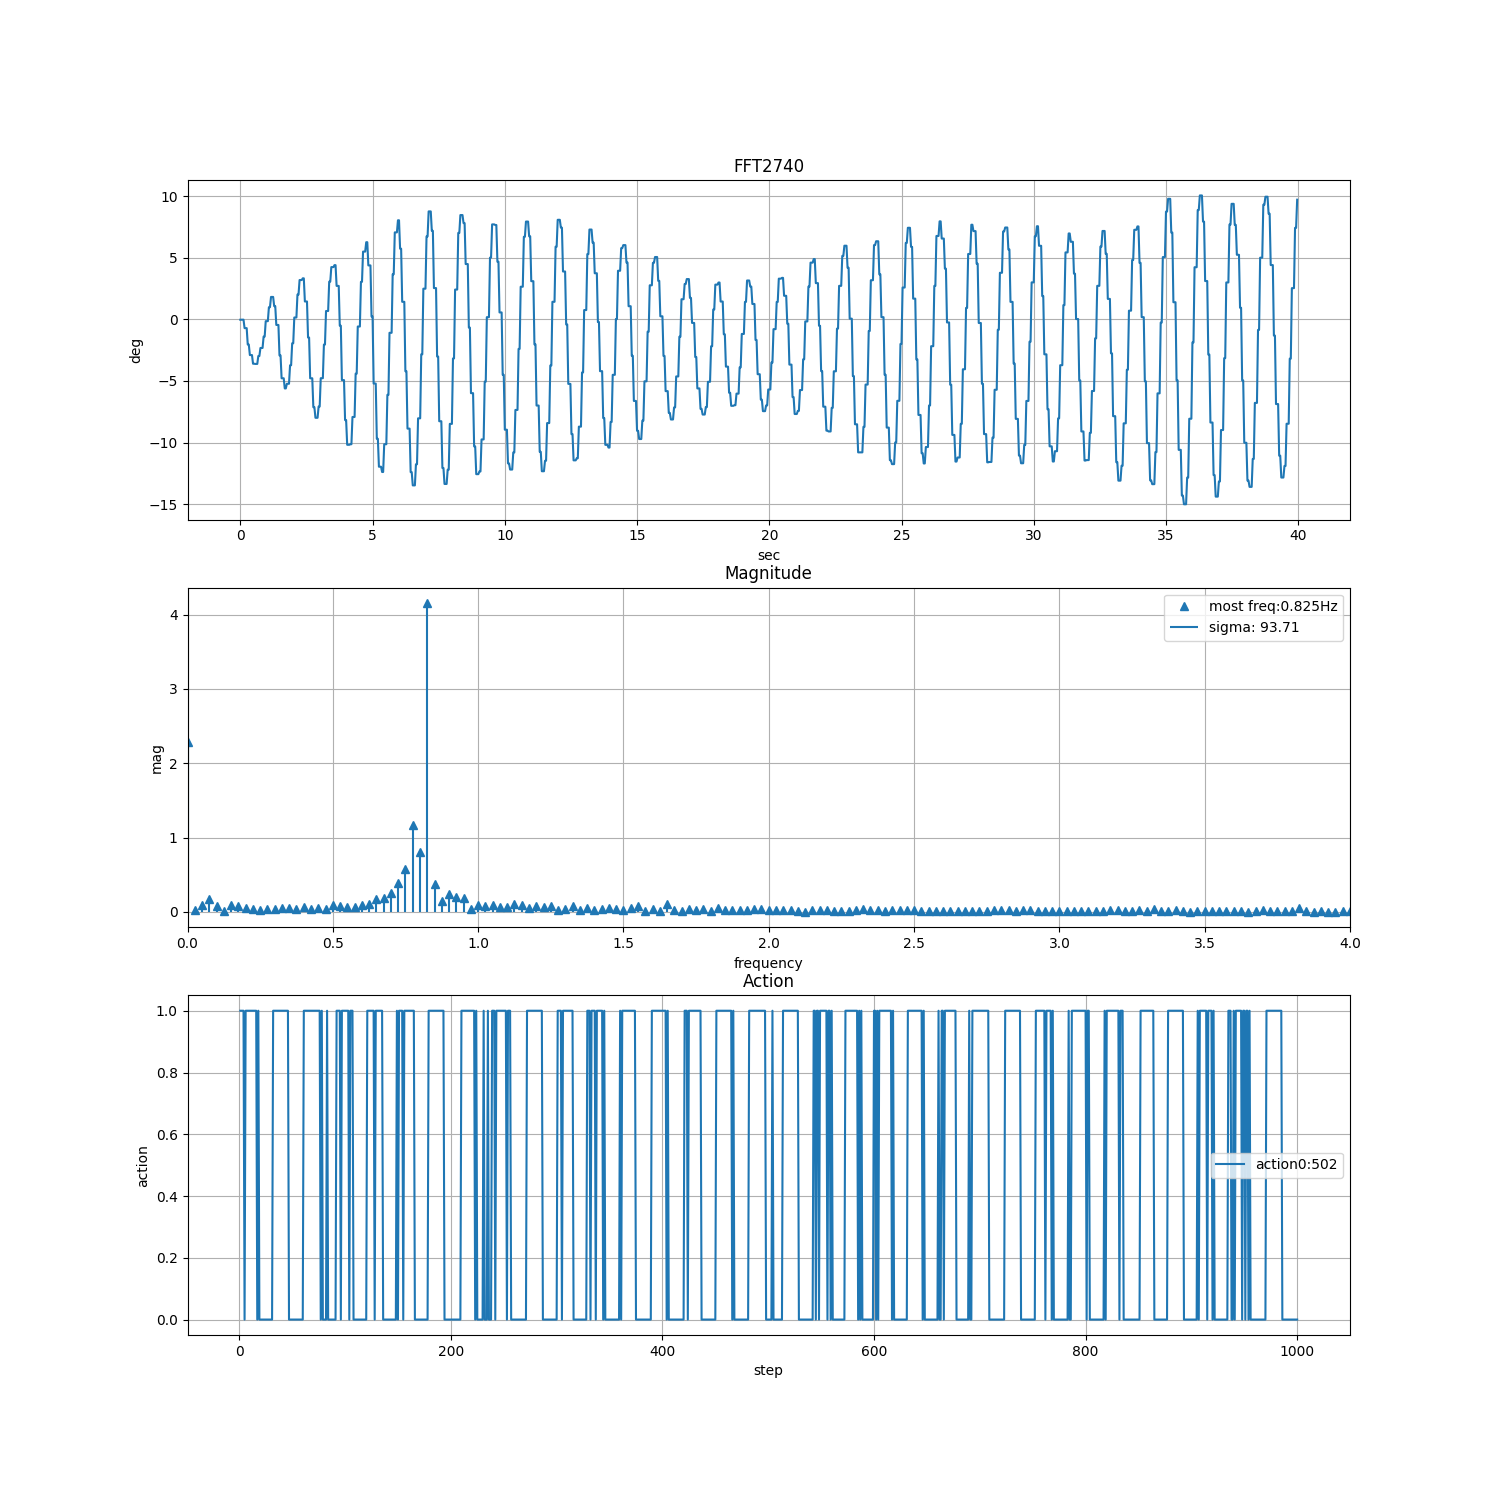 FFT2740
10
5
0
−5
−10
−15
deg
0 5 10 15 20 25 30 35 40
sec
Magnitude
most freq:0.825Hz
sigma: 93.71
4
3
2
1
0
mag
0.0 0.5 1.0 1.5 2.0 2.5 3.0 3.5 4.0
frequency
Action
1.0
0.8
0.6
0.4
0.2
0.0
action
action0:502
0 200 400 600 800 1000
step